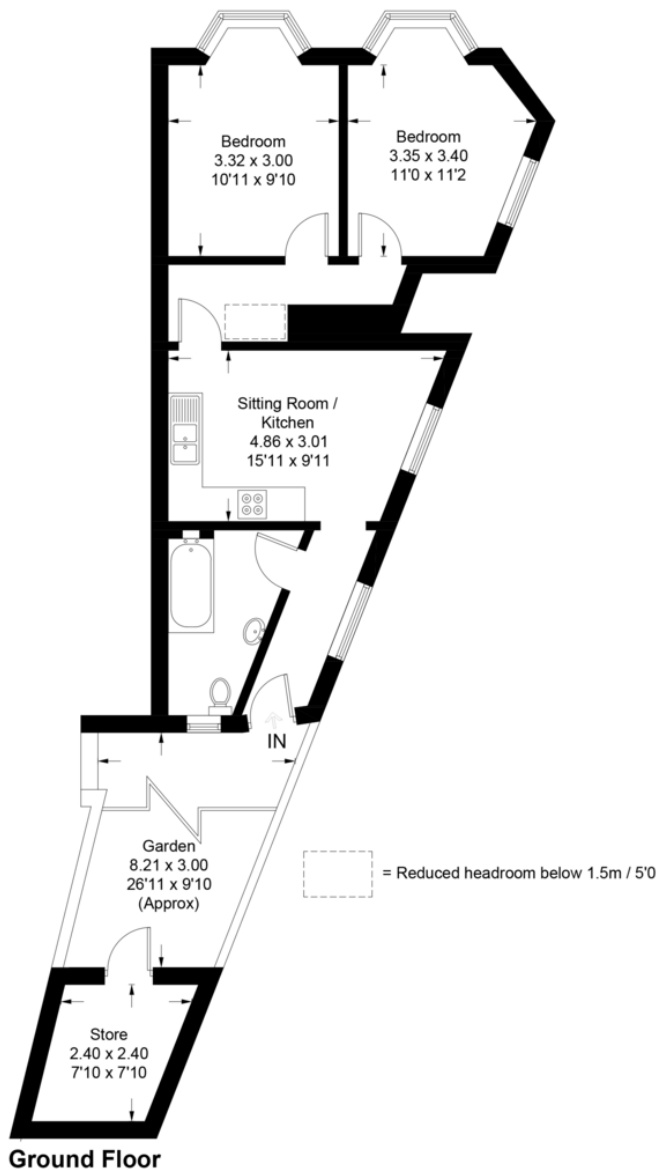 Bedroom
3.32 x 3.00
10'11 x 9'10
Bedroom
3.35 x 3.40
11'0 x 11'2
Sitting Room /
Kitchen
4.86 x 3.01
15'11 x 9'11
IN
Garden
8.21 x 3.00
26'11 x 9'10
(Approx)
= Reduced headroom below 1.5m / 5'0
Store
2.40 x 2.40
7'10 x 7'10
Ground Floor